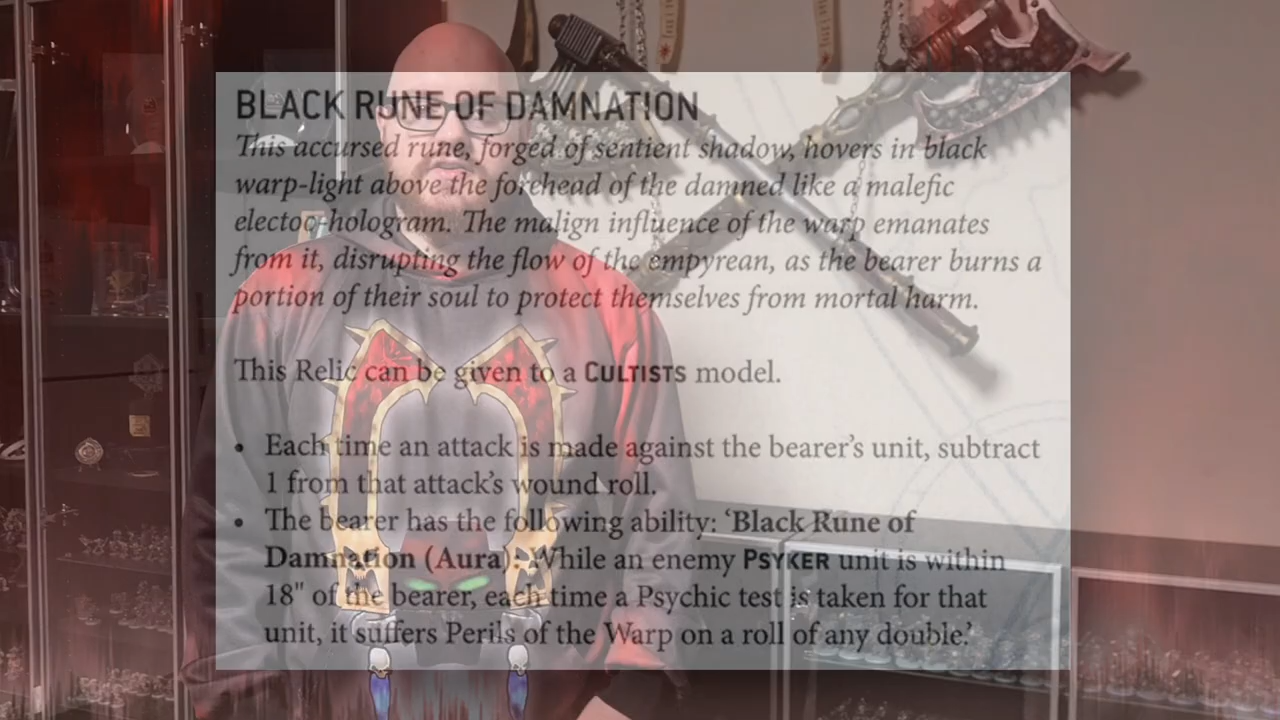 BLACK RUNE OF DAMNATION
This accursed rune, forged of sentient shadow, hovers in black
warp-light above the forehead of the damned like a malefic
electoo-hologram. The malign influence of the warp emanates
from it, disrupting the flow of the empyrean, as the bearer burns a
portion of their soul to protect themselves from mortal harm.
This Relic can be given to a CULTISTS model.
• Each time an attack is made against the bearer's unit, subtract
1 from that attack's wound roll.
• The bearer has the following ability: 'Black Rune of
Damnation (Aura): While an enemy PSYKER unit is within
18" of the bearer, each time a Psychic test is taken for that
unit, it suffers Perils of the Warp on a roll of any double.'